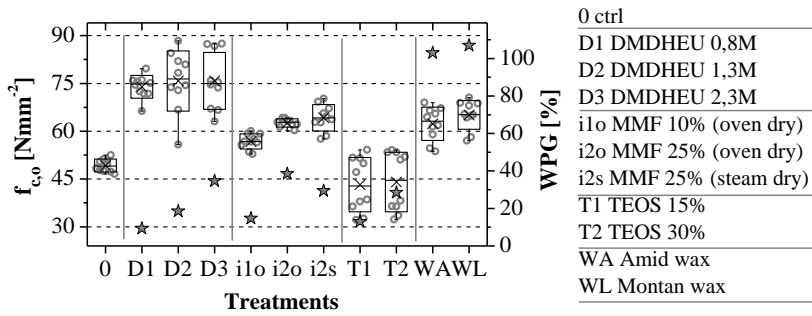 90
75
60
45
30
f_c,o [Nmm⁻²]
100
80
60
40
20
0
WPG [%]
0 D1 D2 D3 i1o i2o i2s T1 T2 WA WL
Treatments
0 ctrl
D1 DMDHEU 0,8M
D2 DMDHEU 1,3M
D3 DMDHEU 2,3M
i1o MMF 10% (oven dry)
i2o MMF 25% (oven dry)
i2s MMF 25% (steam dry)
T1 TEOS 15%
T2 TEOS 30%
WA Amid wax
WL Montan wax